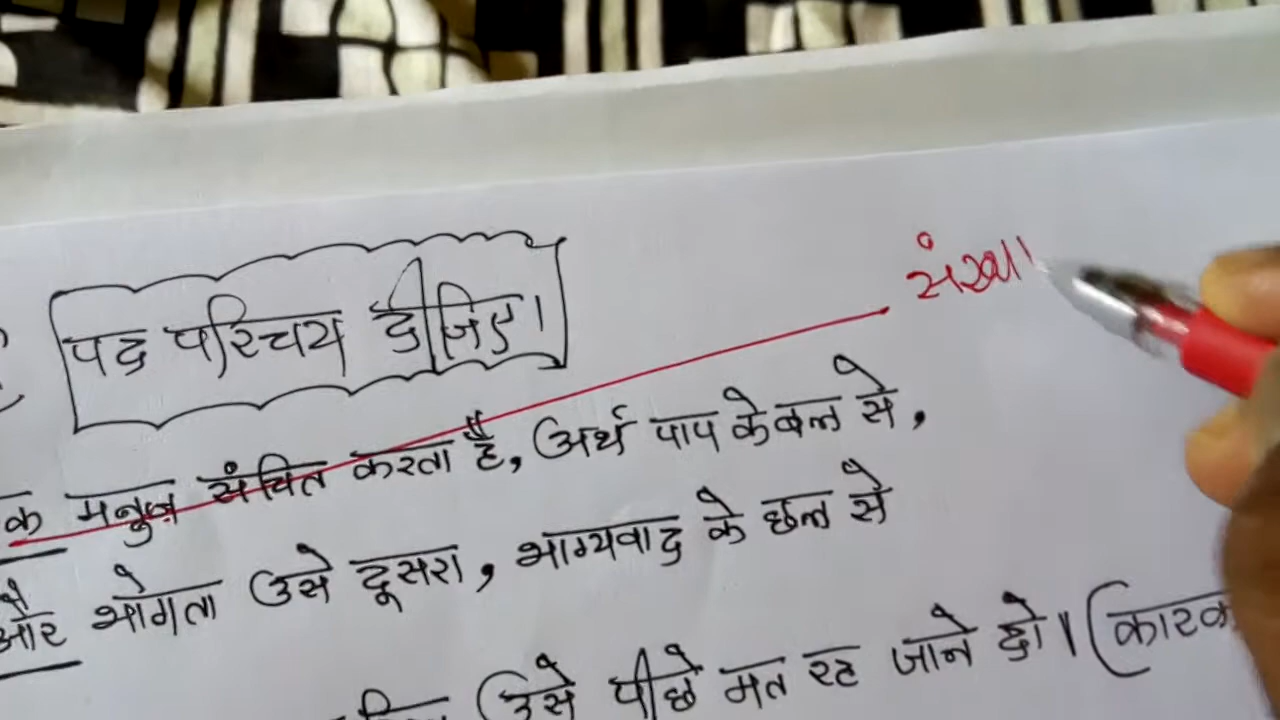 संख्या
पद परिचय दीजिए।
क मनुज संचित करता है, अर्थ पाप के बल से,
और भोगता उसे दूसरा, भाग्यवाद के छल से
उसे पीछे मत रह जाने दो। (कारक